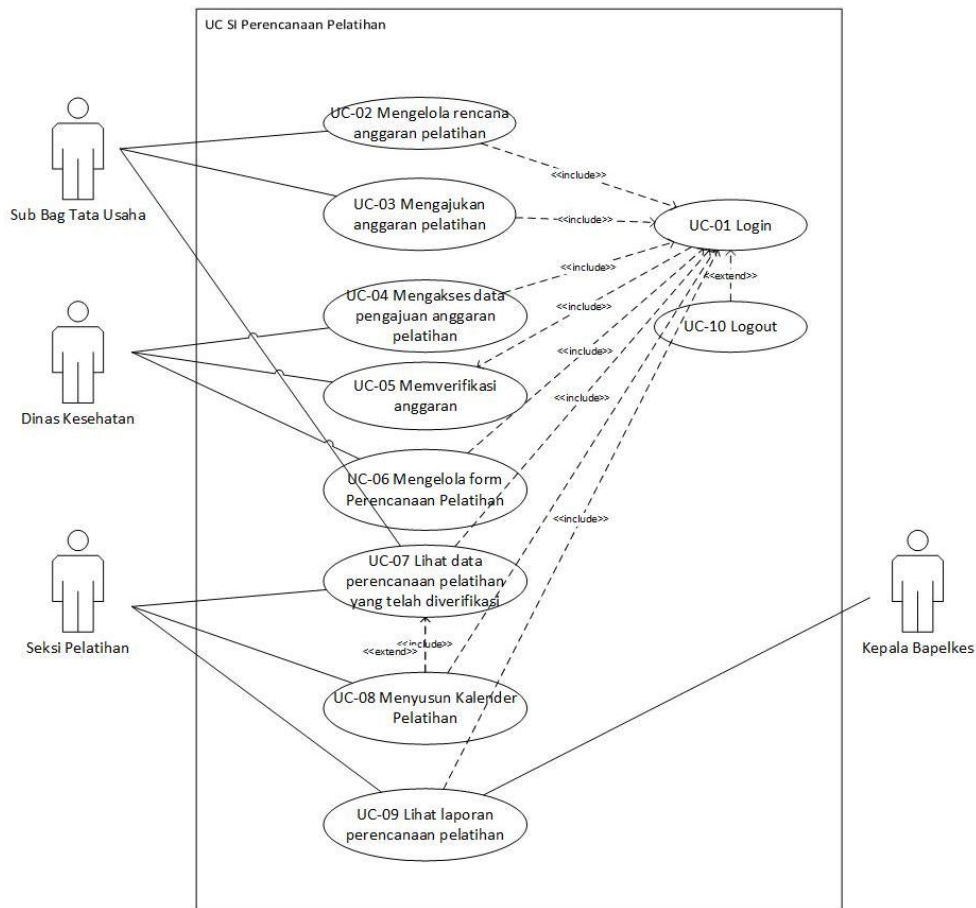 UC SI Perencanaan Pelatihan
UC-02 Mengelola rencana
anggaran pelatihan
Sub Bag Tata Usaha
<<include>>
UC-03 Mengajukan
anggaran pelatihan
<<include>>
UC-01 Login
<<include>>
<<extend>>
UC-04 Mengakses data
pengajuan anggaran
pelatihan
<<include>>
UC-10 Logout
Dinas Kesehatan
UC-05 Memverifikasi
anggaran
<<include>>
<<include>>
UC-06 Mengelola form
Perencanaan Pelatihan
<<include>>
UC-07 Lihat data
perencanaan pelatihan
yang telah diverifikasi
Seksi Pelatihan
Kepala Bapelkes
<<include>>
<<extend>>
UC-08 Menyusun Kalender
Pelatihan
UC-09 Lihat laporan
perencanaan pelatihan